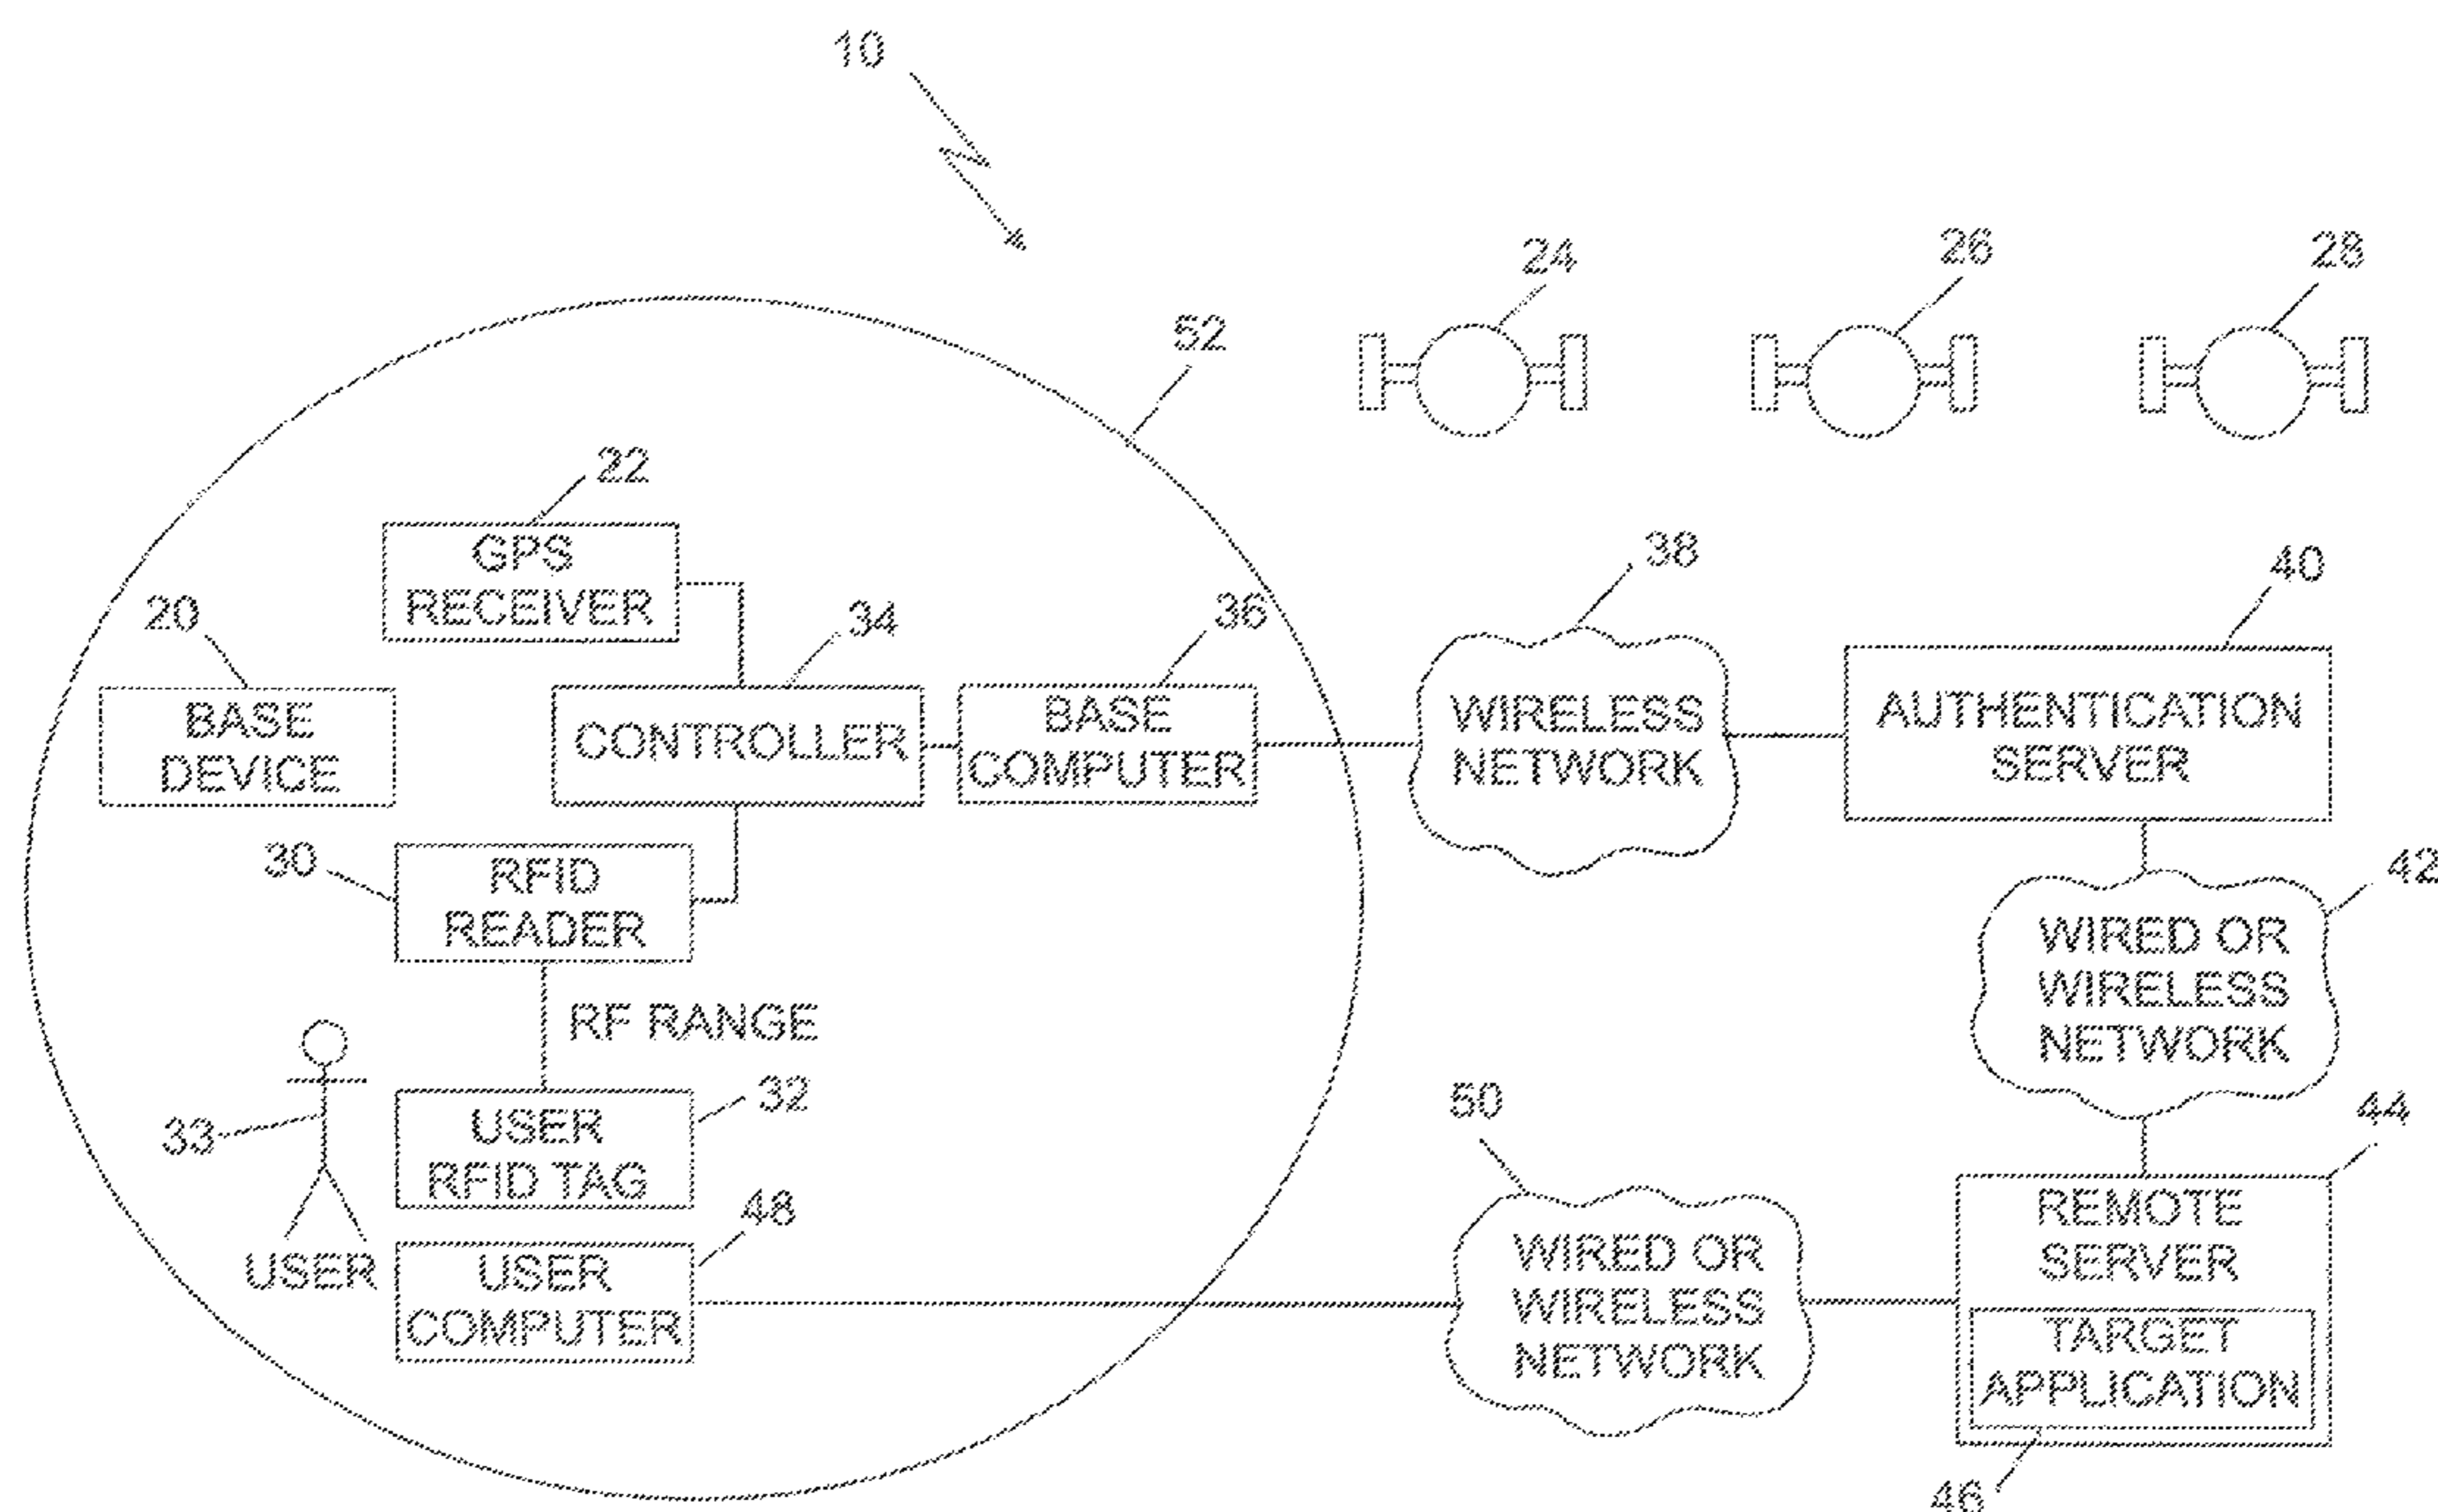 10
24
26
28
52
22
GPS
RECEIVER
38
40
20
34
36
BASE
DEVICE
CONTROLLER
BASE
COMPUTER
WIRELESS
NETWORK
AUTHENTICATION
SERVER
30
RFID
READER
42
WIRED OR
WIRELESS
NETWORK
RF RANGE
33
USER
USER
RFID TAG
32
50
44
48
USER
COMPUTER
WIRED OR
WIRELESS
NETWORK
REMOTE
SERVER
TARGET
APPLICATION
46